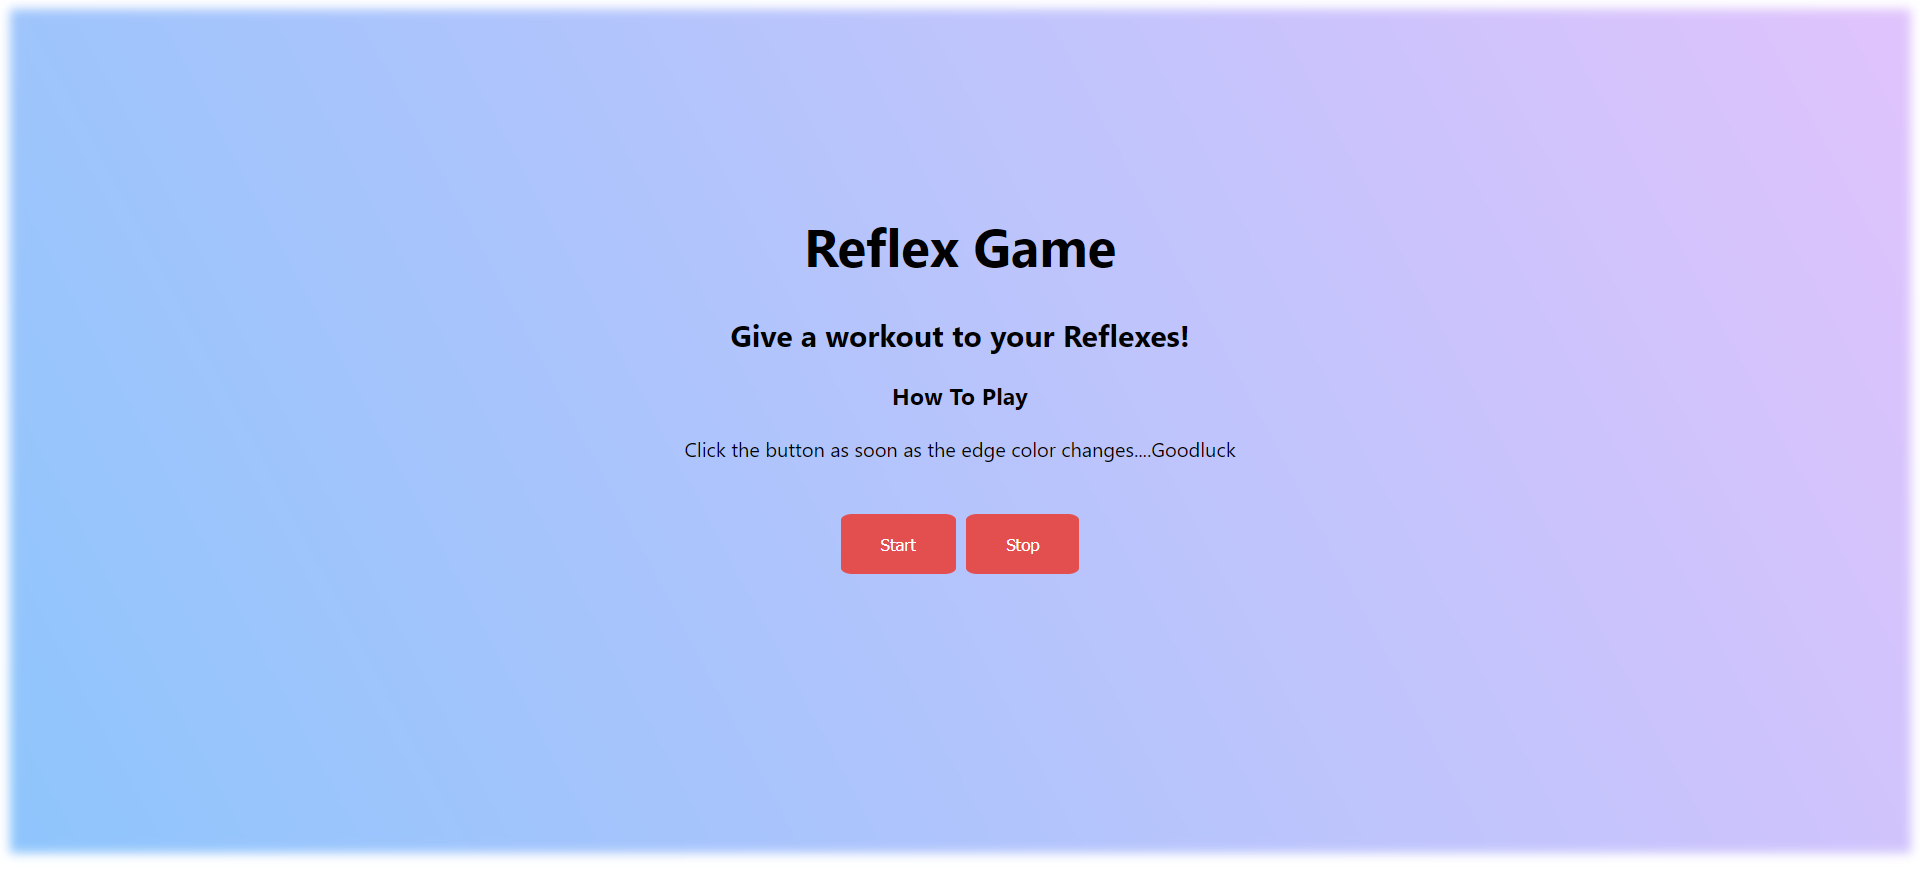 Reflex Game
Give a workout to your Reflexes!
How To Play
Click the button as soon as the edge color changes....Goodluck
Start Stop